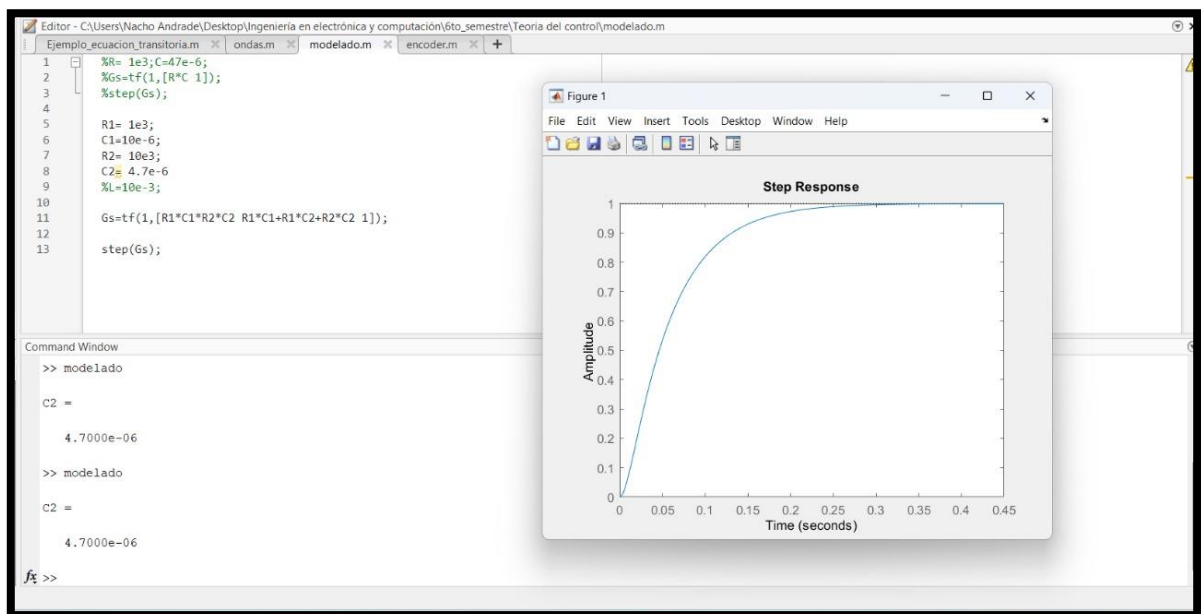 Editor - C:\Users\Nacho Andrade\Desktop\Ingeniería en electrónica y computación\6to_semestre\Teoria del control\modelado.m
Ejemplo_ecuacion_transitoria.m ondas.m modelado.m encoder.m +
1 %R= 1e3;C=47e-6;
2 %Gs=tf(1,[R*C 1]);
3 %step(Gs);
4
5 R1= 1e3;
6 C1=10e-6;
7 R2= 10e3;
8 C2= 4.7e-6
9 %L=10e-3;
10
11 Gs=tf(1,[R1*C1*R2*C2 R1*C1+R1*C2+R2*C2 1]);
12
13 step(Gs);
Command Window
>> modelado
C2 =
4.7000e-06
>> modelado
C2 =
4.7000e-06
fx >>
Figure 1
File Edit View Insert Tools Desktop Window Help
Step Response
Amplitude
1
0.9
0.8
0.7
0.6
0.5
0.4
0.3
0.2
0.1
0
0 0.05 0.1 0.15 0.2 0.25 0.3 0.35 0.4 0.45
Time (seconds)